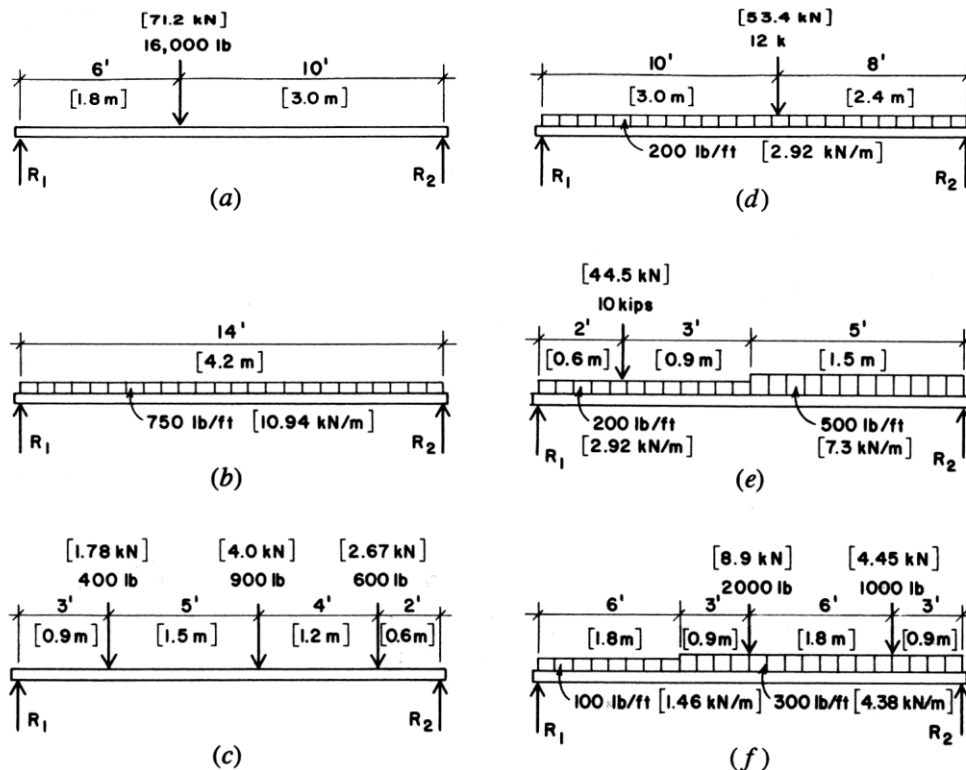 [71.2 kN]
16,000 lb
6' 10'
[1.8 m] [3.0 m]
R1 R2
(a)
[53.4 kN]
12 k
10' 8'
[3.0 m] [2.4 m]
200 lb/ft [2.92 kN/m]
R1 R2
(d)
14'
[4.2 m]
750 lb/ft [10.94 kN/m]
R1 R2
(b)
[44.5 kN]
10 kips
2' 3' 5'
[0.6 m] [0.9 m] [1.5 m]
200 lb/ft 500 lb/ft
[2.92 kN/m] [7.3 kN/m]
R1 R2
(e)
[1.78 kN] [4.0 kN] [2.67 kN]
400 lb 900 lb 600 lb
3' 5' 4' 2'
[0.9 m] [1.5 m] [1.2 m] [0.6 m]
R1 R2
(c)
[8.9 kN] [4.45 kN]
2000 lb 1000 lb
6' 3' 6' 3'
[1.8 m] [0.9 m] [1.8 m] [0.9 m]
100 lb/ft [1.46 kN/m] 300 lb/ft [4.38 kN/m]
R1 R2
(f)